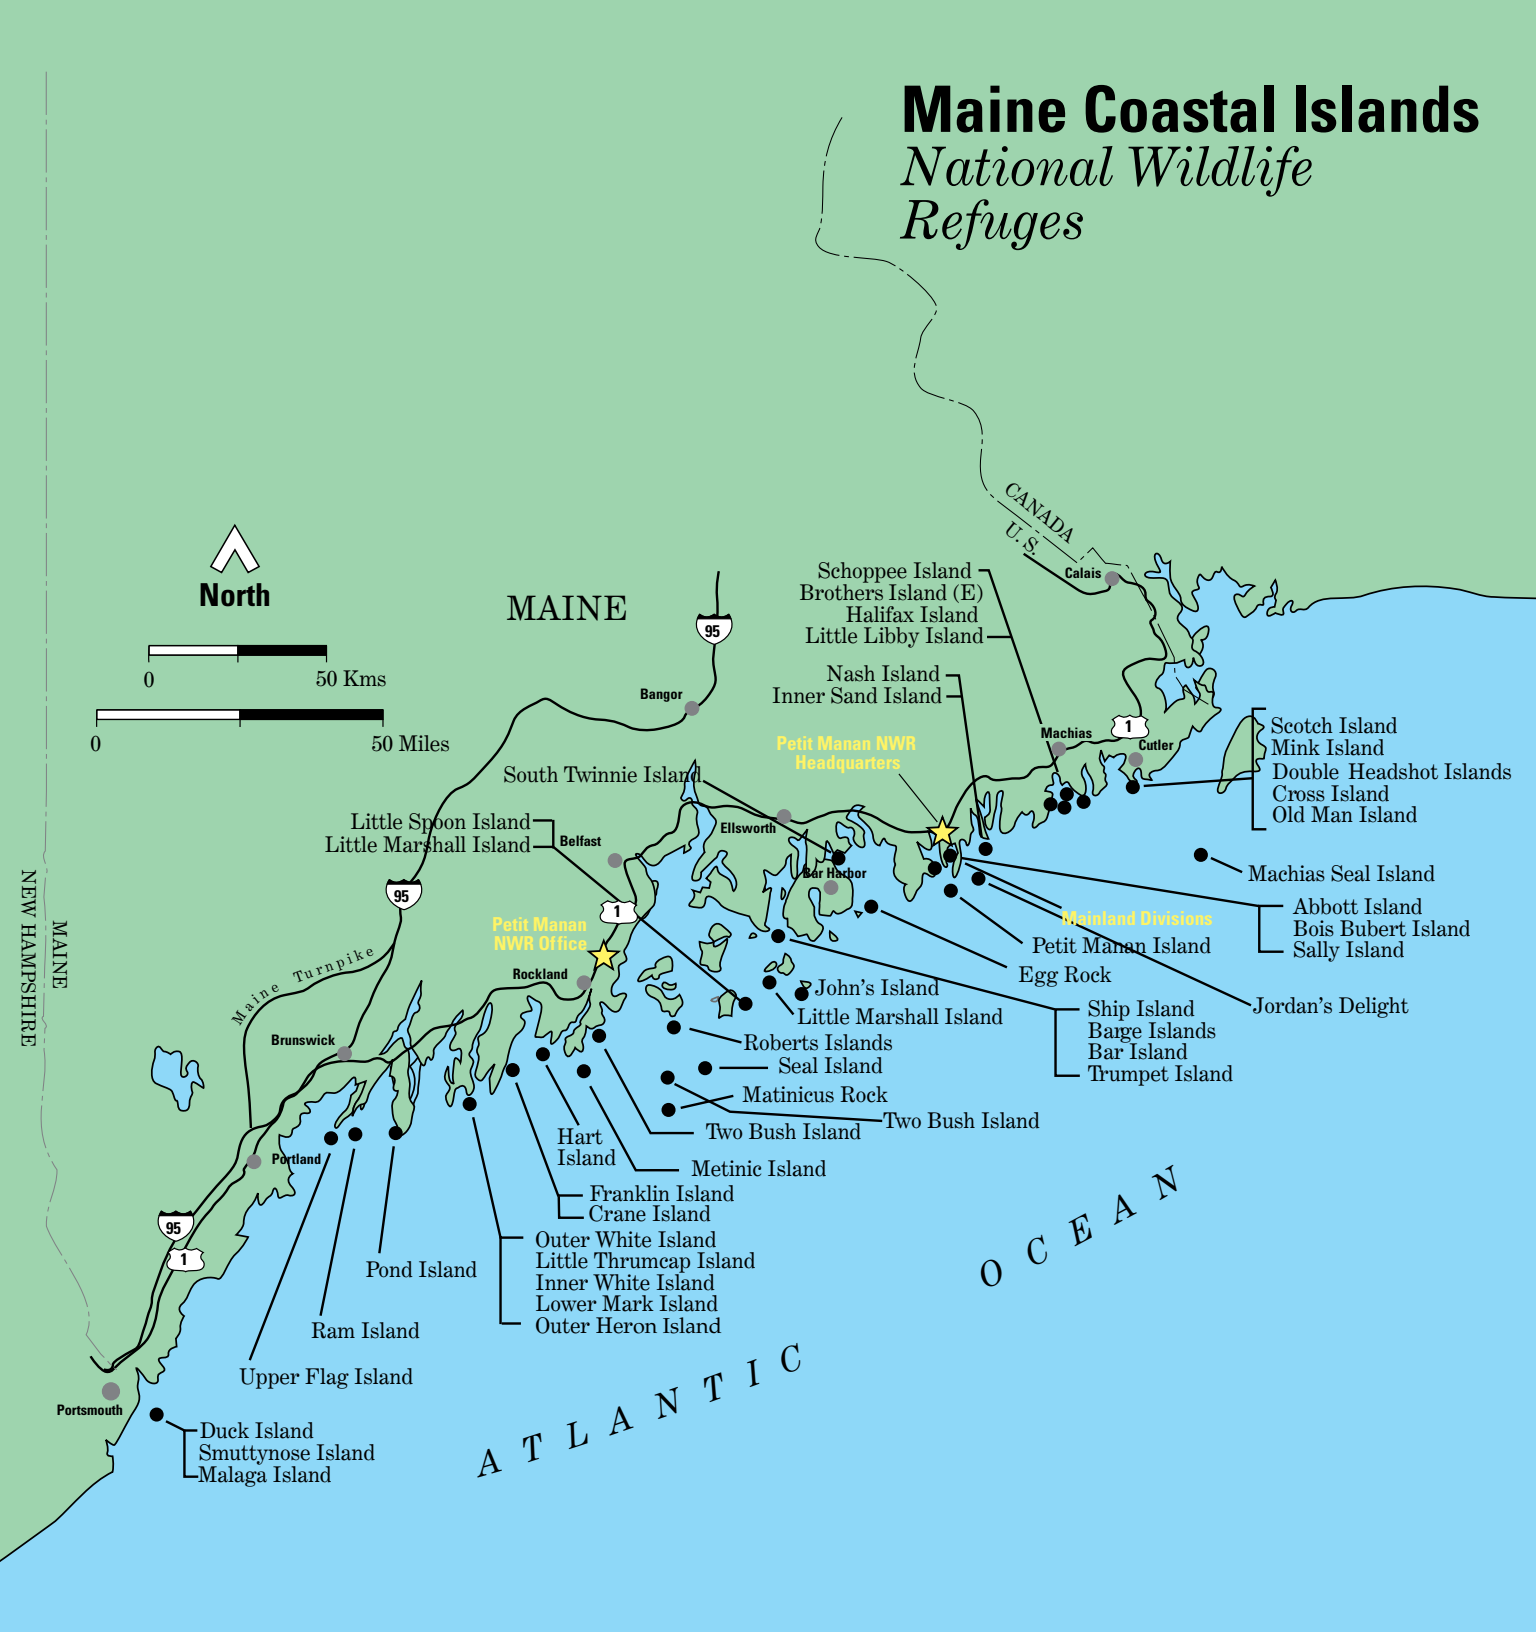 Maine Coastal Islands
National Wildlife
Refuges
CANADA
U. S.
Calais
North
0
50 Kms
0
50 Miles
MAINE
95
Bangor
Schoppee Island
Brothers Island (E)
Halifax Island
Little Libby Island
Nash Island
Inner Sand Island
Petit Manan NWR
Headquarters
Machias
1
Cutler
Scotch Island
Mink Island
Double Headshot Islands
Cross Island
Old Man Island
South Twinnie Island
Ellsworth
Little Spoon Island
Little Marshall Island
Belfast
Bar Harbor
Machias Seal Island
Abbott Island
Bois Bubert Island
Sally Island
Mainland Divisions
Petit Manan Island
Egg Rock
Jordan's Delight
95
1
Petit Manan
NWR Office
Rockland
NEW HAMPSHIRE
MAINE
Maine Turnpike
John's Island
Little Marshall Island
Ship Island
Barge Islands
Bar Island
Trumpet Island
Roberts Islands
Seal Island
Matinicus Rock
Two Bush Island
Two Bush Island
Brunswick
Hart
Island
Metinic Island
Franklin Island
Crane Island
Portland
Outer White Island
Little Thrumcap Island
Inner White Island
Lower Mark Island
Outer Heron Island
95
1
Pond Island
Ram Island
Upper Flag Island
ATLANTIC OCEAN
Portsmouth
Duck Island
Smuttynose Island
Malaga Island